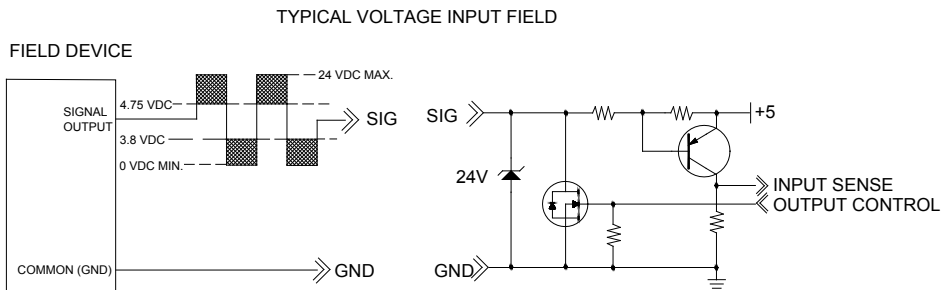 TYPICAL VOLTAGE INPUT FIELD
FIELD DEVICE
SIGNAL
OUTPUT
4.75 VDC
3.8 VDC
0 VDC MIN.
24 VDC MAX.
SIG
COMMON (GND)
GND
SIG
+5
24V
INPUT SENSE
OUTPUT CONTROL
GND